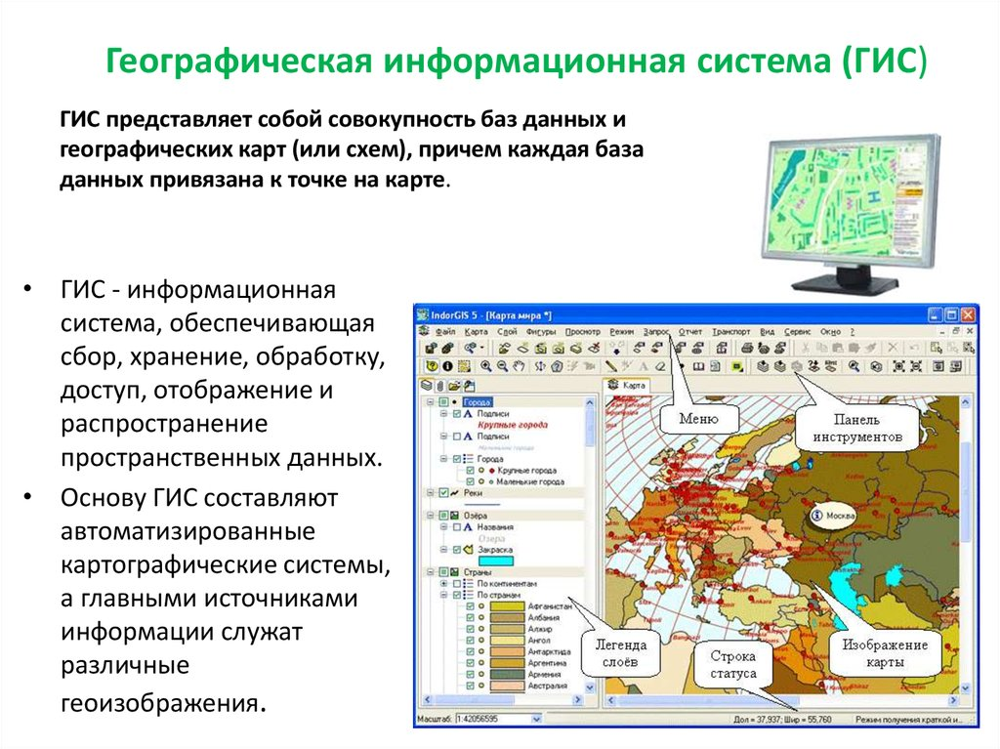 Географическая информационная система (ГИС)
ГИС представляет собой совокупность баз данных и
географических карт (или схем), причем каждая база
данных привязана к точке на карте.
• ГИС - информационная
система, обеспечивающая
сбор, хранение, обработку,
доступ, отображение и
распространение
пространственных данных.
• Основу ГИС составляют
автоматизированные
картографические системы,
а главными источниками
информации служат
различные
геоизображения.
IndorGIS 5 - [Карта мира *]
Файл Карта Слой Фигуры Просмотр Режим Запрос Отчет Транспорт Вид Сервис Окно ?
Карта
Города
Подписи
Крупные города
Подписи
Маленькие города
Города
Крупные города
Маленькие города
Реки
Озёра
Названия
Озера
Закраска
Страны
По континентам
По странам
Афганистан
Албания
Алжир
Ангол
Антарктида
Аргентина
Армения
Австралия
Меню
Панель
инструментов
Москва
Легенда
слоёв
Строка
статуса
Изображение
карты
Масштаб: 1:42056595
Дол = 37,937; Шир = 55,760
Режим получения краткой и...